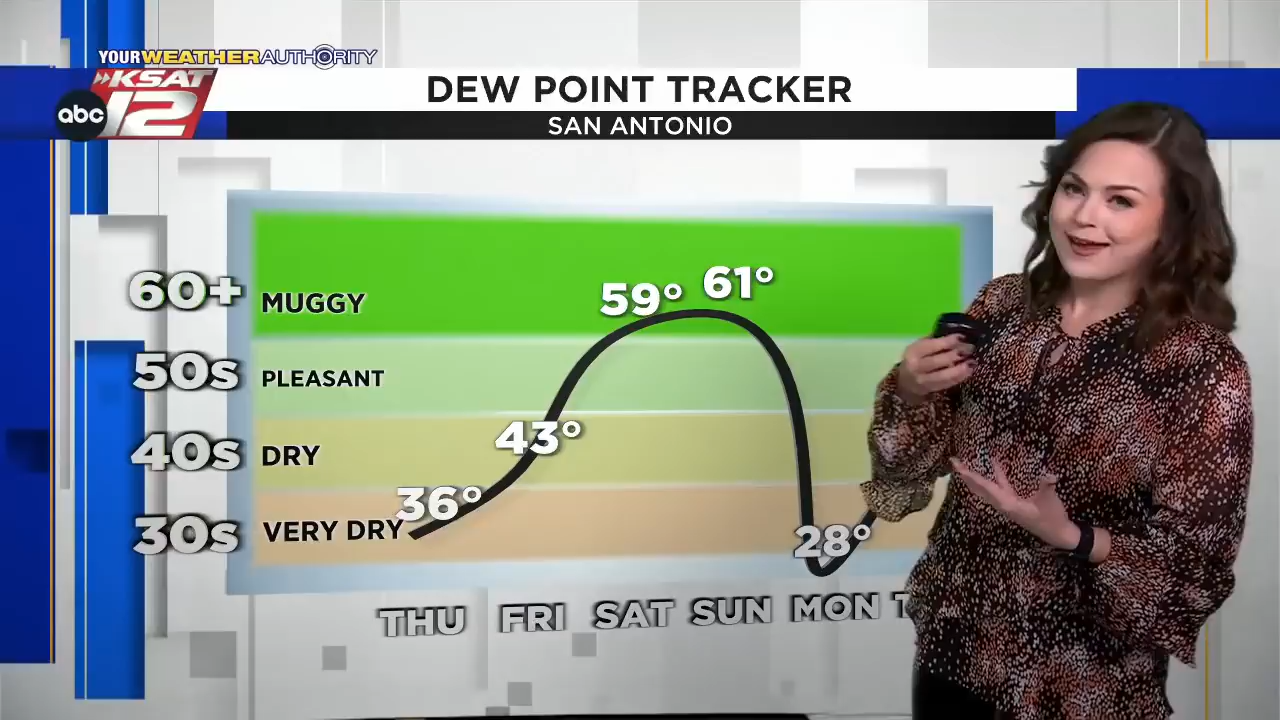 YOUR WEATHER AUTHORITY
KSAT
abc 12
DEW POINT TRACKER
SAN ANTONIO
60+ MUGGY
50s PLEASANT
40s DRY
30s VERY DRY
36° 43° 59° 61° 28°
THU FRI SAT SUN MON T